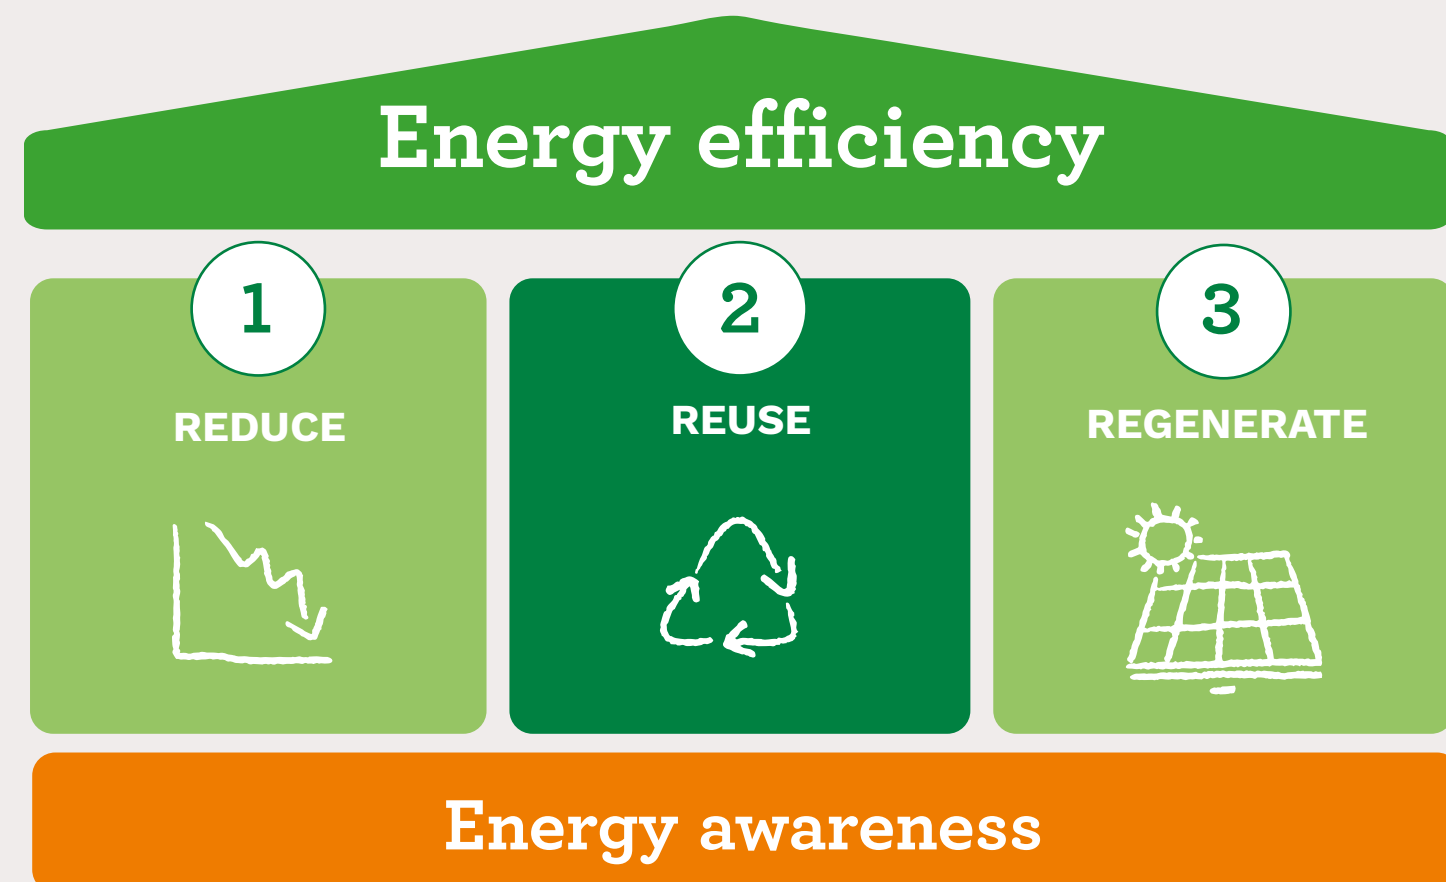 Energy efficiency
1
2
3
REDUCE
REUSE
REGENERATE
Energy awareness